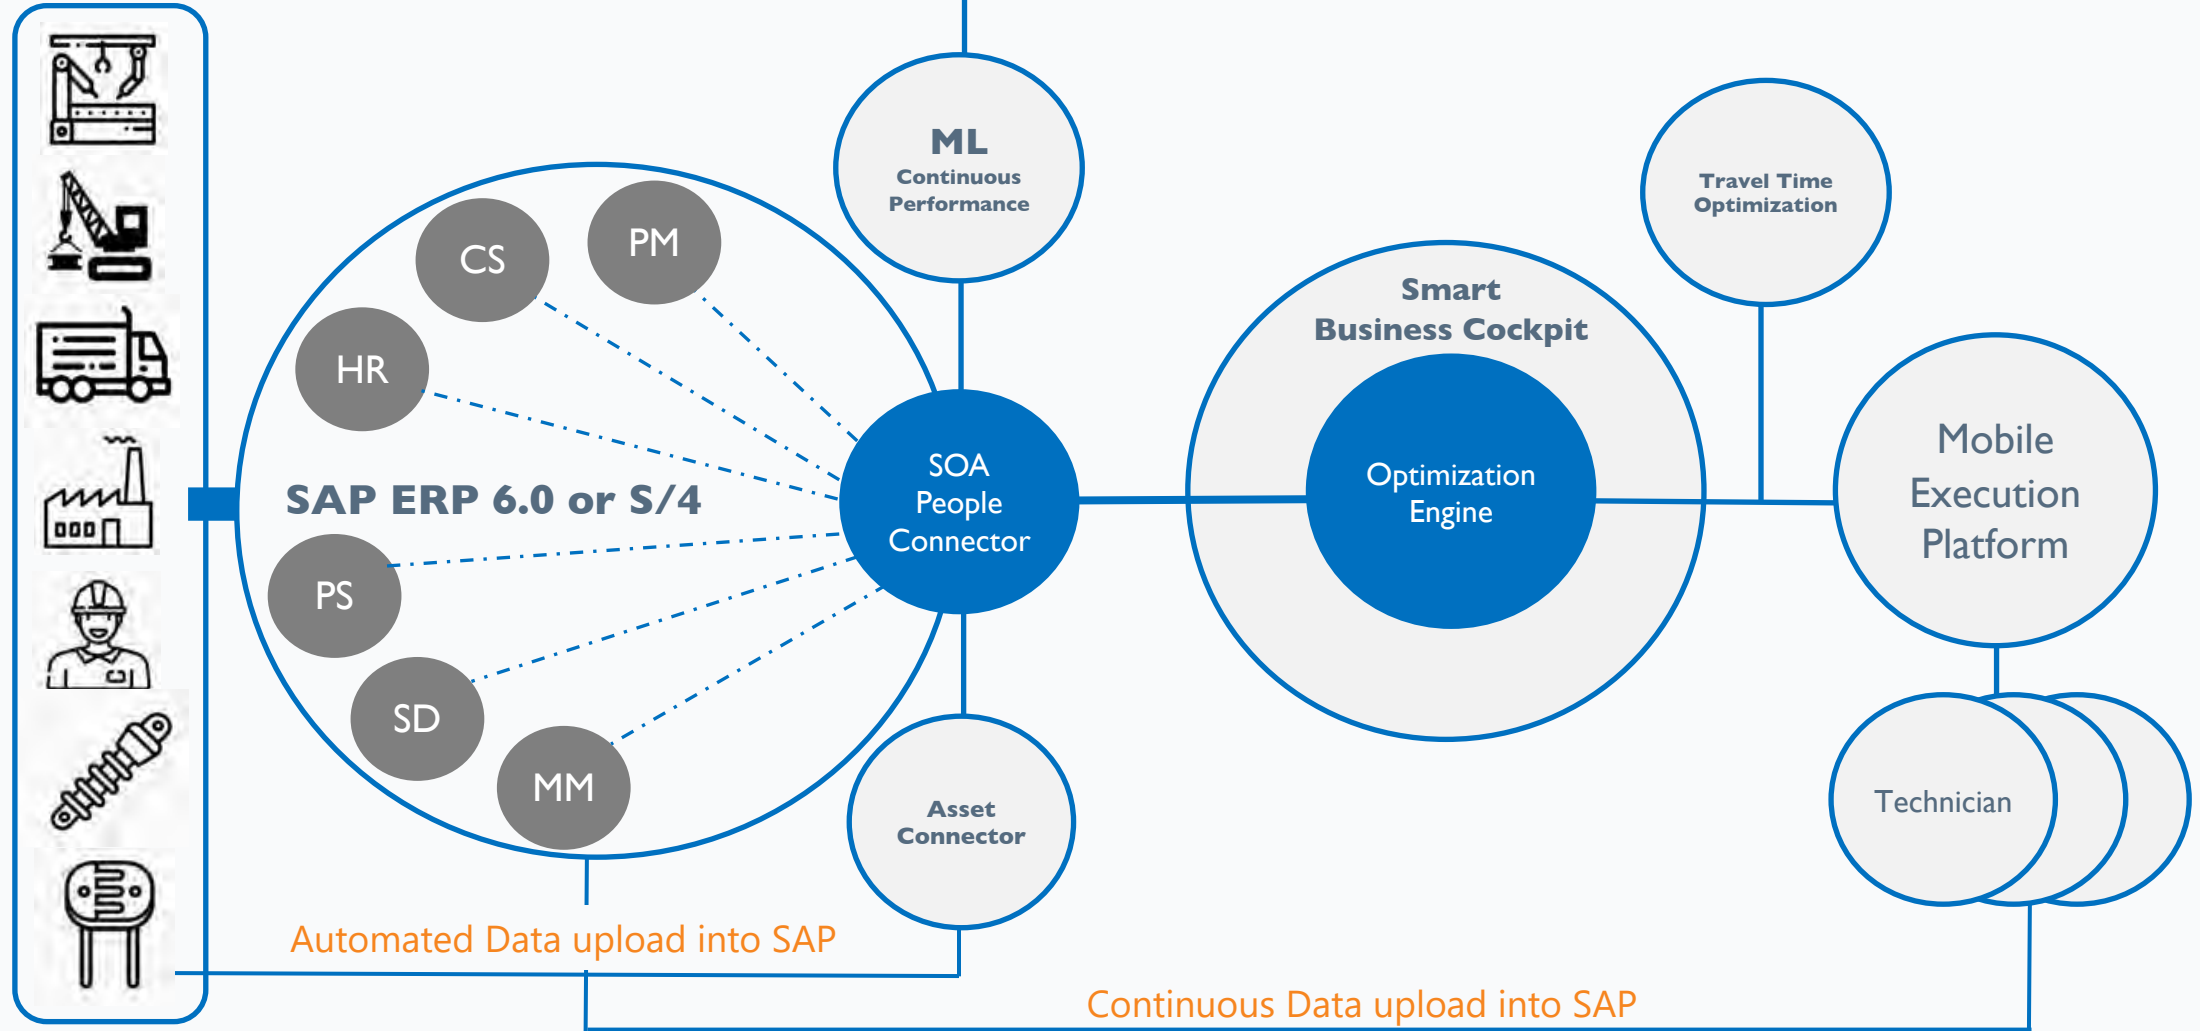 ML
Continuous
Performance
Travel Time
Optimization
CS
PM
HR
Smart
Business Cockpit
SAP ERP 6.0 or S/4
SOA
People
Connector
Optimization
Engine
Mobile
Execution
Platform
PS
SD
MM
Asset
Connector
Technician
Automated Data upload into SAP
Continuous Data upload into SAP